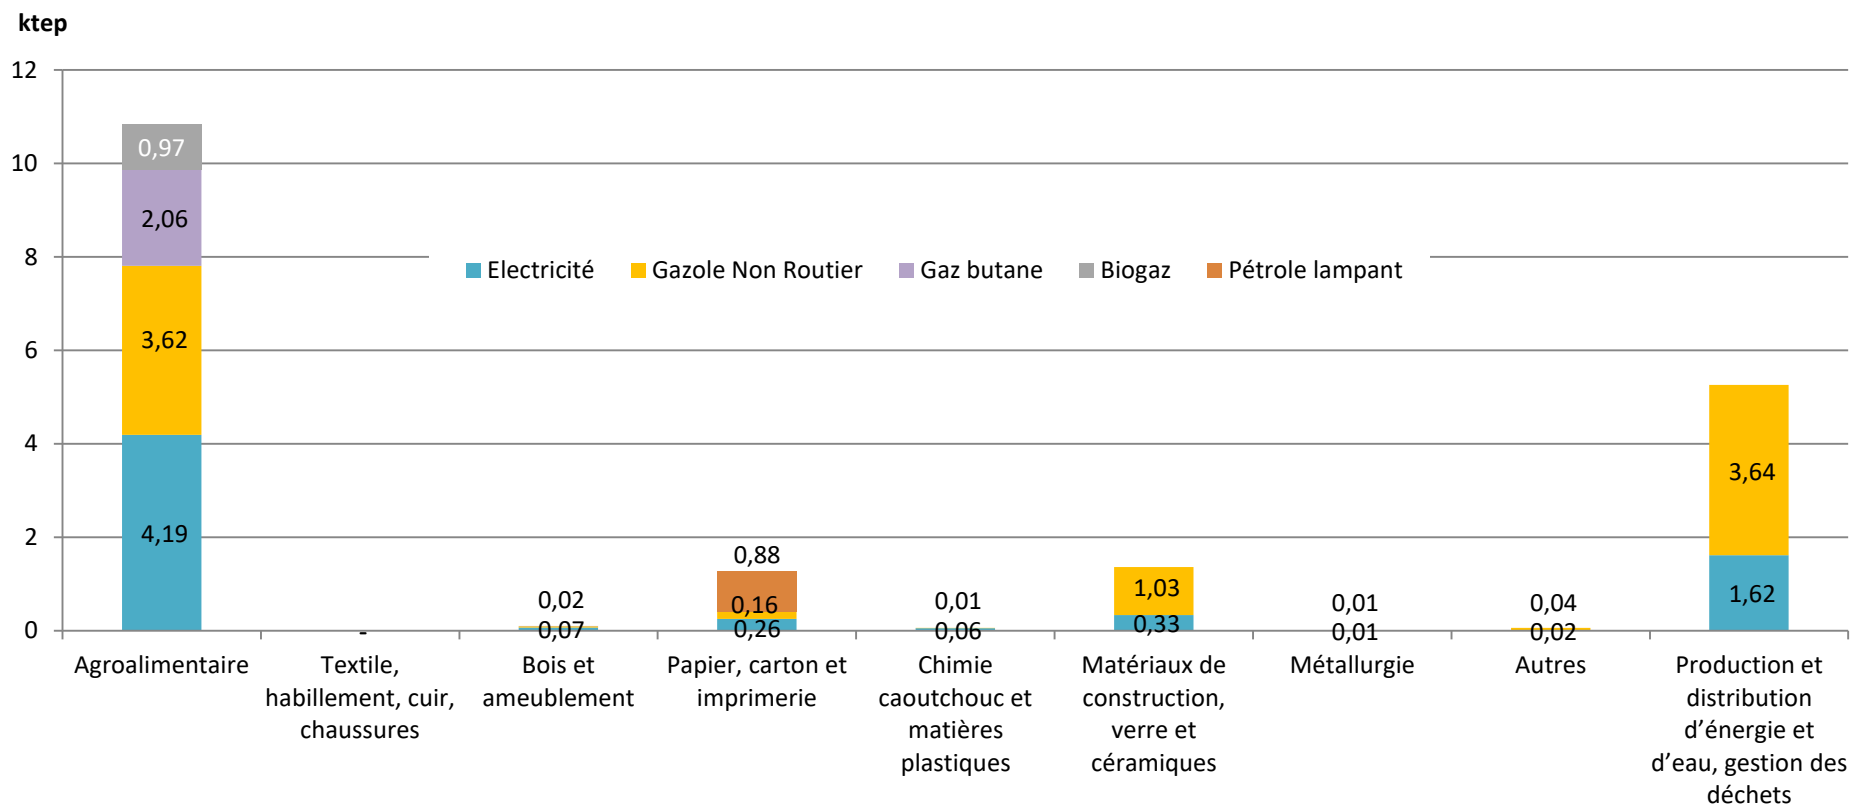 ktep
12
10
8
6
4
2
0
0,97
2,06
3,62
4,19
-
0,02
0,07
0,88
0,16
0,26
0,01
0,06
1,03
0,33
0,01
0,01
0,04
0,02
3,64
1,62
Electricité Gazole Non Routier Gaz butane Biogaz Pétrole lampant
Agroalimentaire
Textile,
habillement, cuir,
chaussures
Bois et
ameublement
Papier, carton et
imprimerie
Chimie
caoutchouc et
matières
plastiques
Matériaux de
construction,
verre et
céramiques
Métallurgie
Autres
Production et
distribution
d’énergie et
d’eau, gestion des
déchets